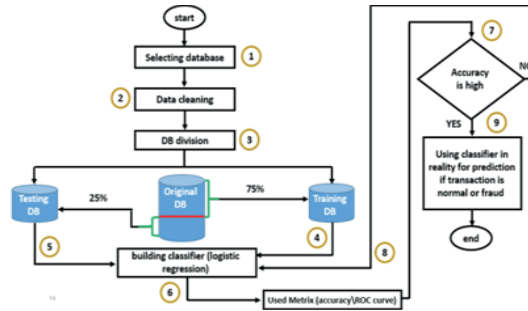 start
Selecting database
1
2
Data cleaning
DB division
3
Testing
DB
25%
Original
DB
75%
Training
DB
5
4
building classifier (logistic
regression)
6
8
Used Metrix (accuracy\ROC curve)
7
Accuracy
is high
NO
YES
9
Using classifier in
reality for prediction
if transaction is
normal or fraud
end